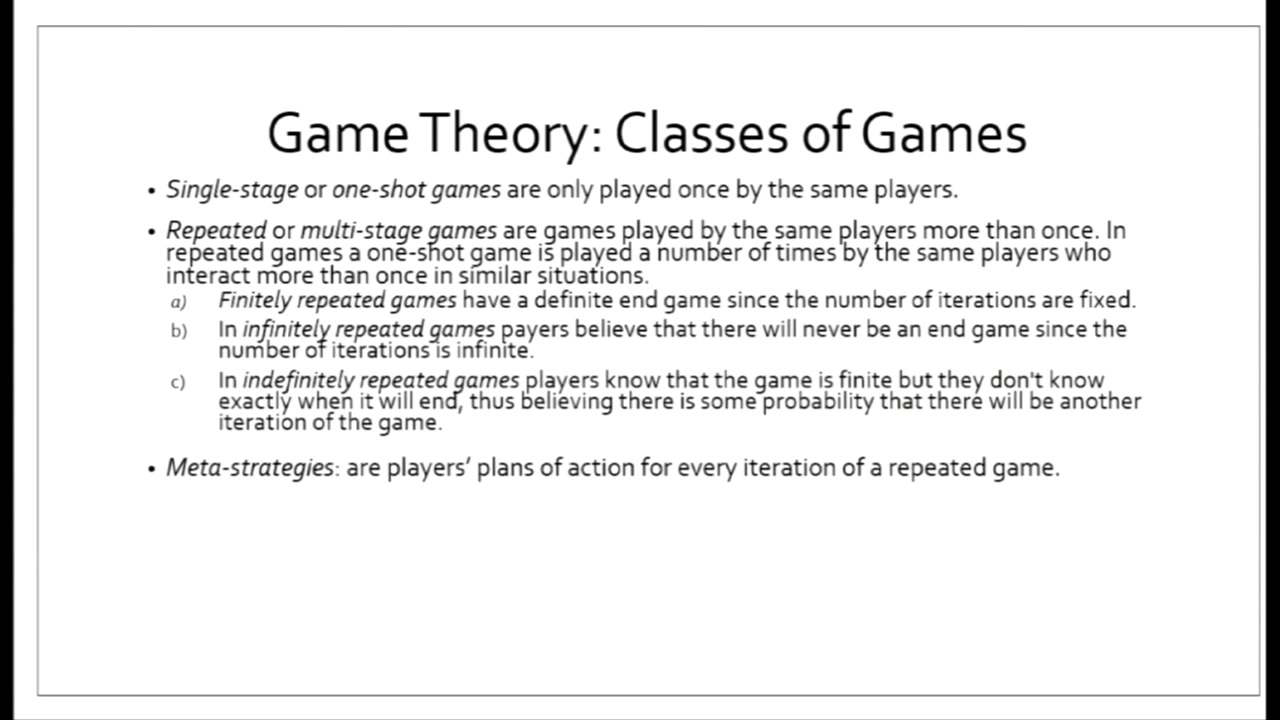 Game Theory: Classes of Games
• Single-stage or one-shot games are only played once by the same players.
• Repeated or multi-stage games are games played by the same players more than once. In
repeated games a one-shot game is played a number of times by the same players who
interact more than once in similar situations.
a) Finitely repeated games have a definite end game since the number of iterations are fixed.
b) In infinitely repeated games payers believe that there will never be an end game since the
number of iterations is infinite.
c) In indefinitely repeated games players know that the game is finite but they don't know
exactly when it will end, thus believing there is some probability that there will be another
iteration of the game.
• Meta-strategies: are players’ plans of action for every iteration of a repeated game.